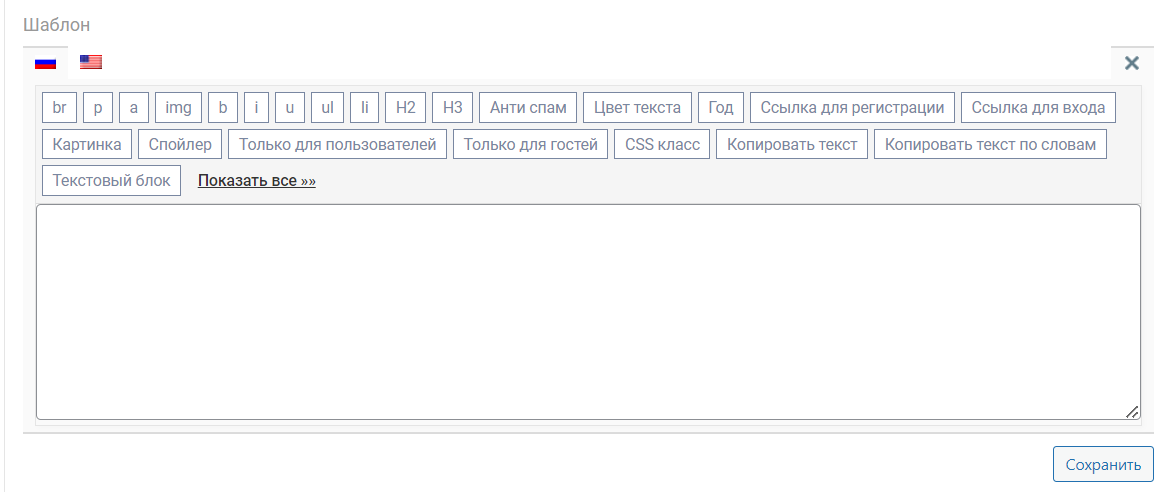 Шаблон
br p a img b i u ul li H2 H3 Анти спам Цвет текста Год Ссылка для регистрации Ссылка для входа
Картинка Спойлер Только для пользователей Только для гостей CSS класс Копировать текст Копировать текст по словам
Текстовый блок Показать все »»
Сохранить